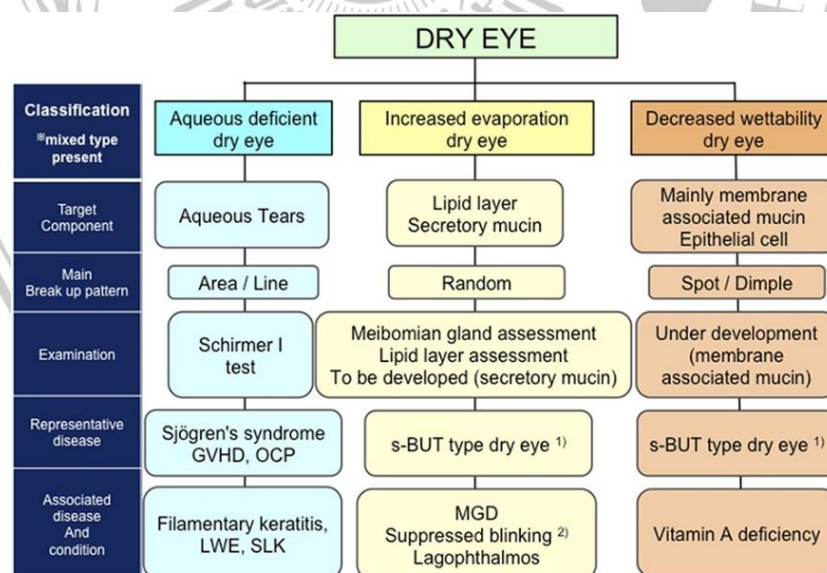 DRY EYE
Classification
※mixed type
present
Aqueous deficient
dry eye
Increased evaporation
dry eye
Decreased wettability
dry eye
Target
Component
Aqueous Tears
Lipid layer
Secretory mucin
Mainly membrane
associated mucin
Epithelial cell
Main
Break up pattern
Area / Line
Random
Spot / Dimple
Examination
Schirmer I
test
Meibomian gland assessment
Lipid layer assessment
To be developed (secretory mucin)
Under development
(membrane
associated mucin)
Representative
disease
Sjögren's syndrome
GVHD, OCP
s-BUT type dry eye 1)
s-BUT type dry eye 1)
Associated
disease
And
condition
Filamentary keratitis,
LWE, SLK
MGD
Suppressed blinking 2)
Lagophthalmos
Vitamin A deficiency